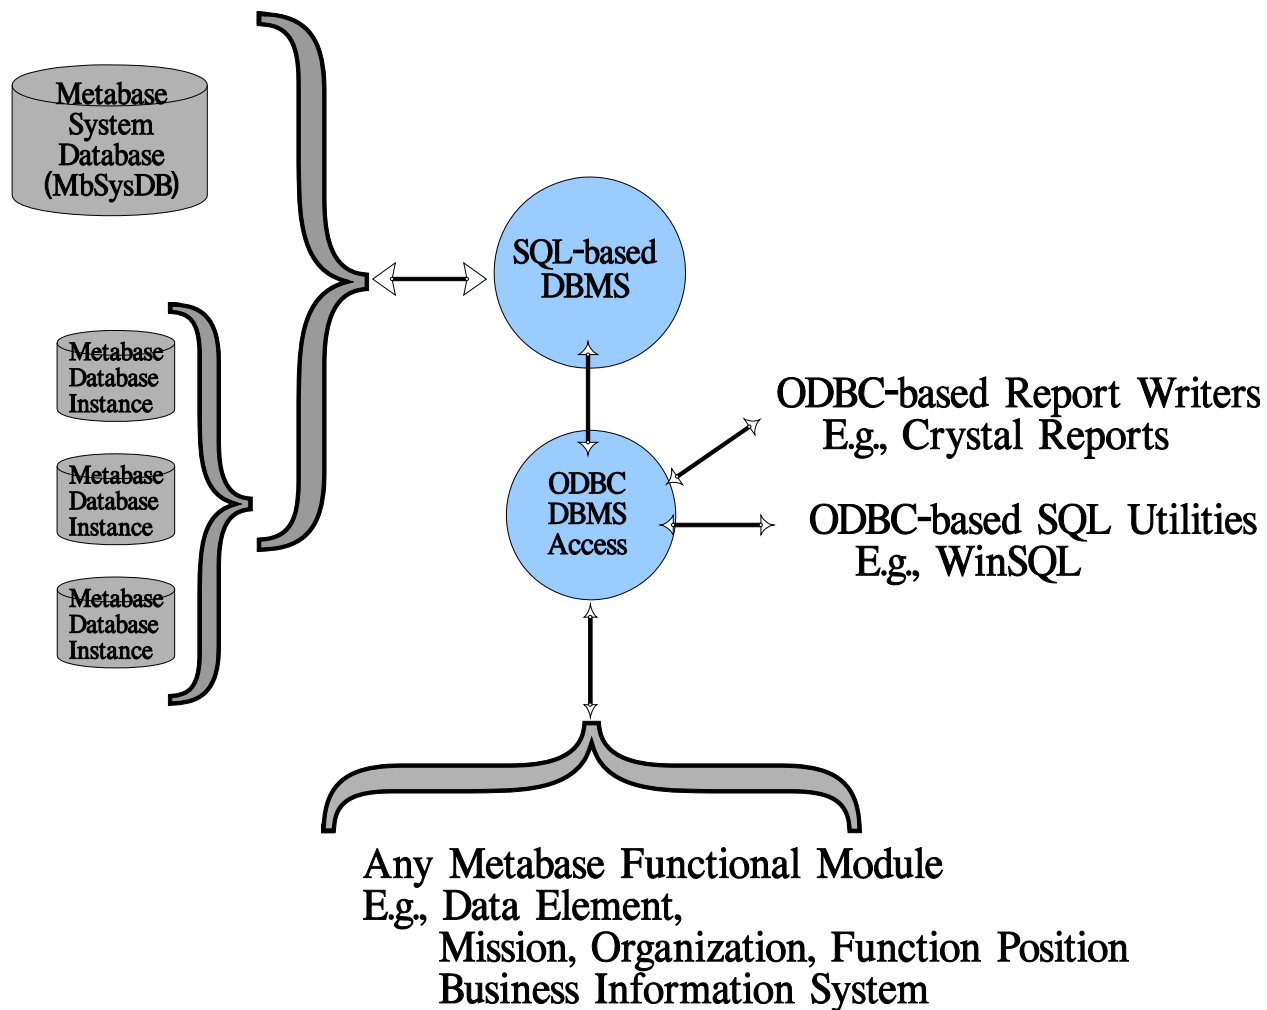 Metabase
System
Database
(MbSysDB)
SQL-based
DBMS
Metabase
Database
Instance
Metabase
Database
Instance
Metabase
Database
Instance
ODBC
DBMS
Access
ODBC-based Report Writers
E.g., Crystal Reports
ODBC-based SQL Utilities
E.g., WinSQL
Any Metabase Functional Module
E.g., Data Element,
Mission, Organization, Function Position
Business Information System